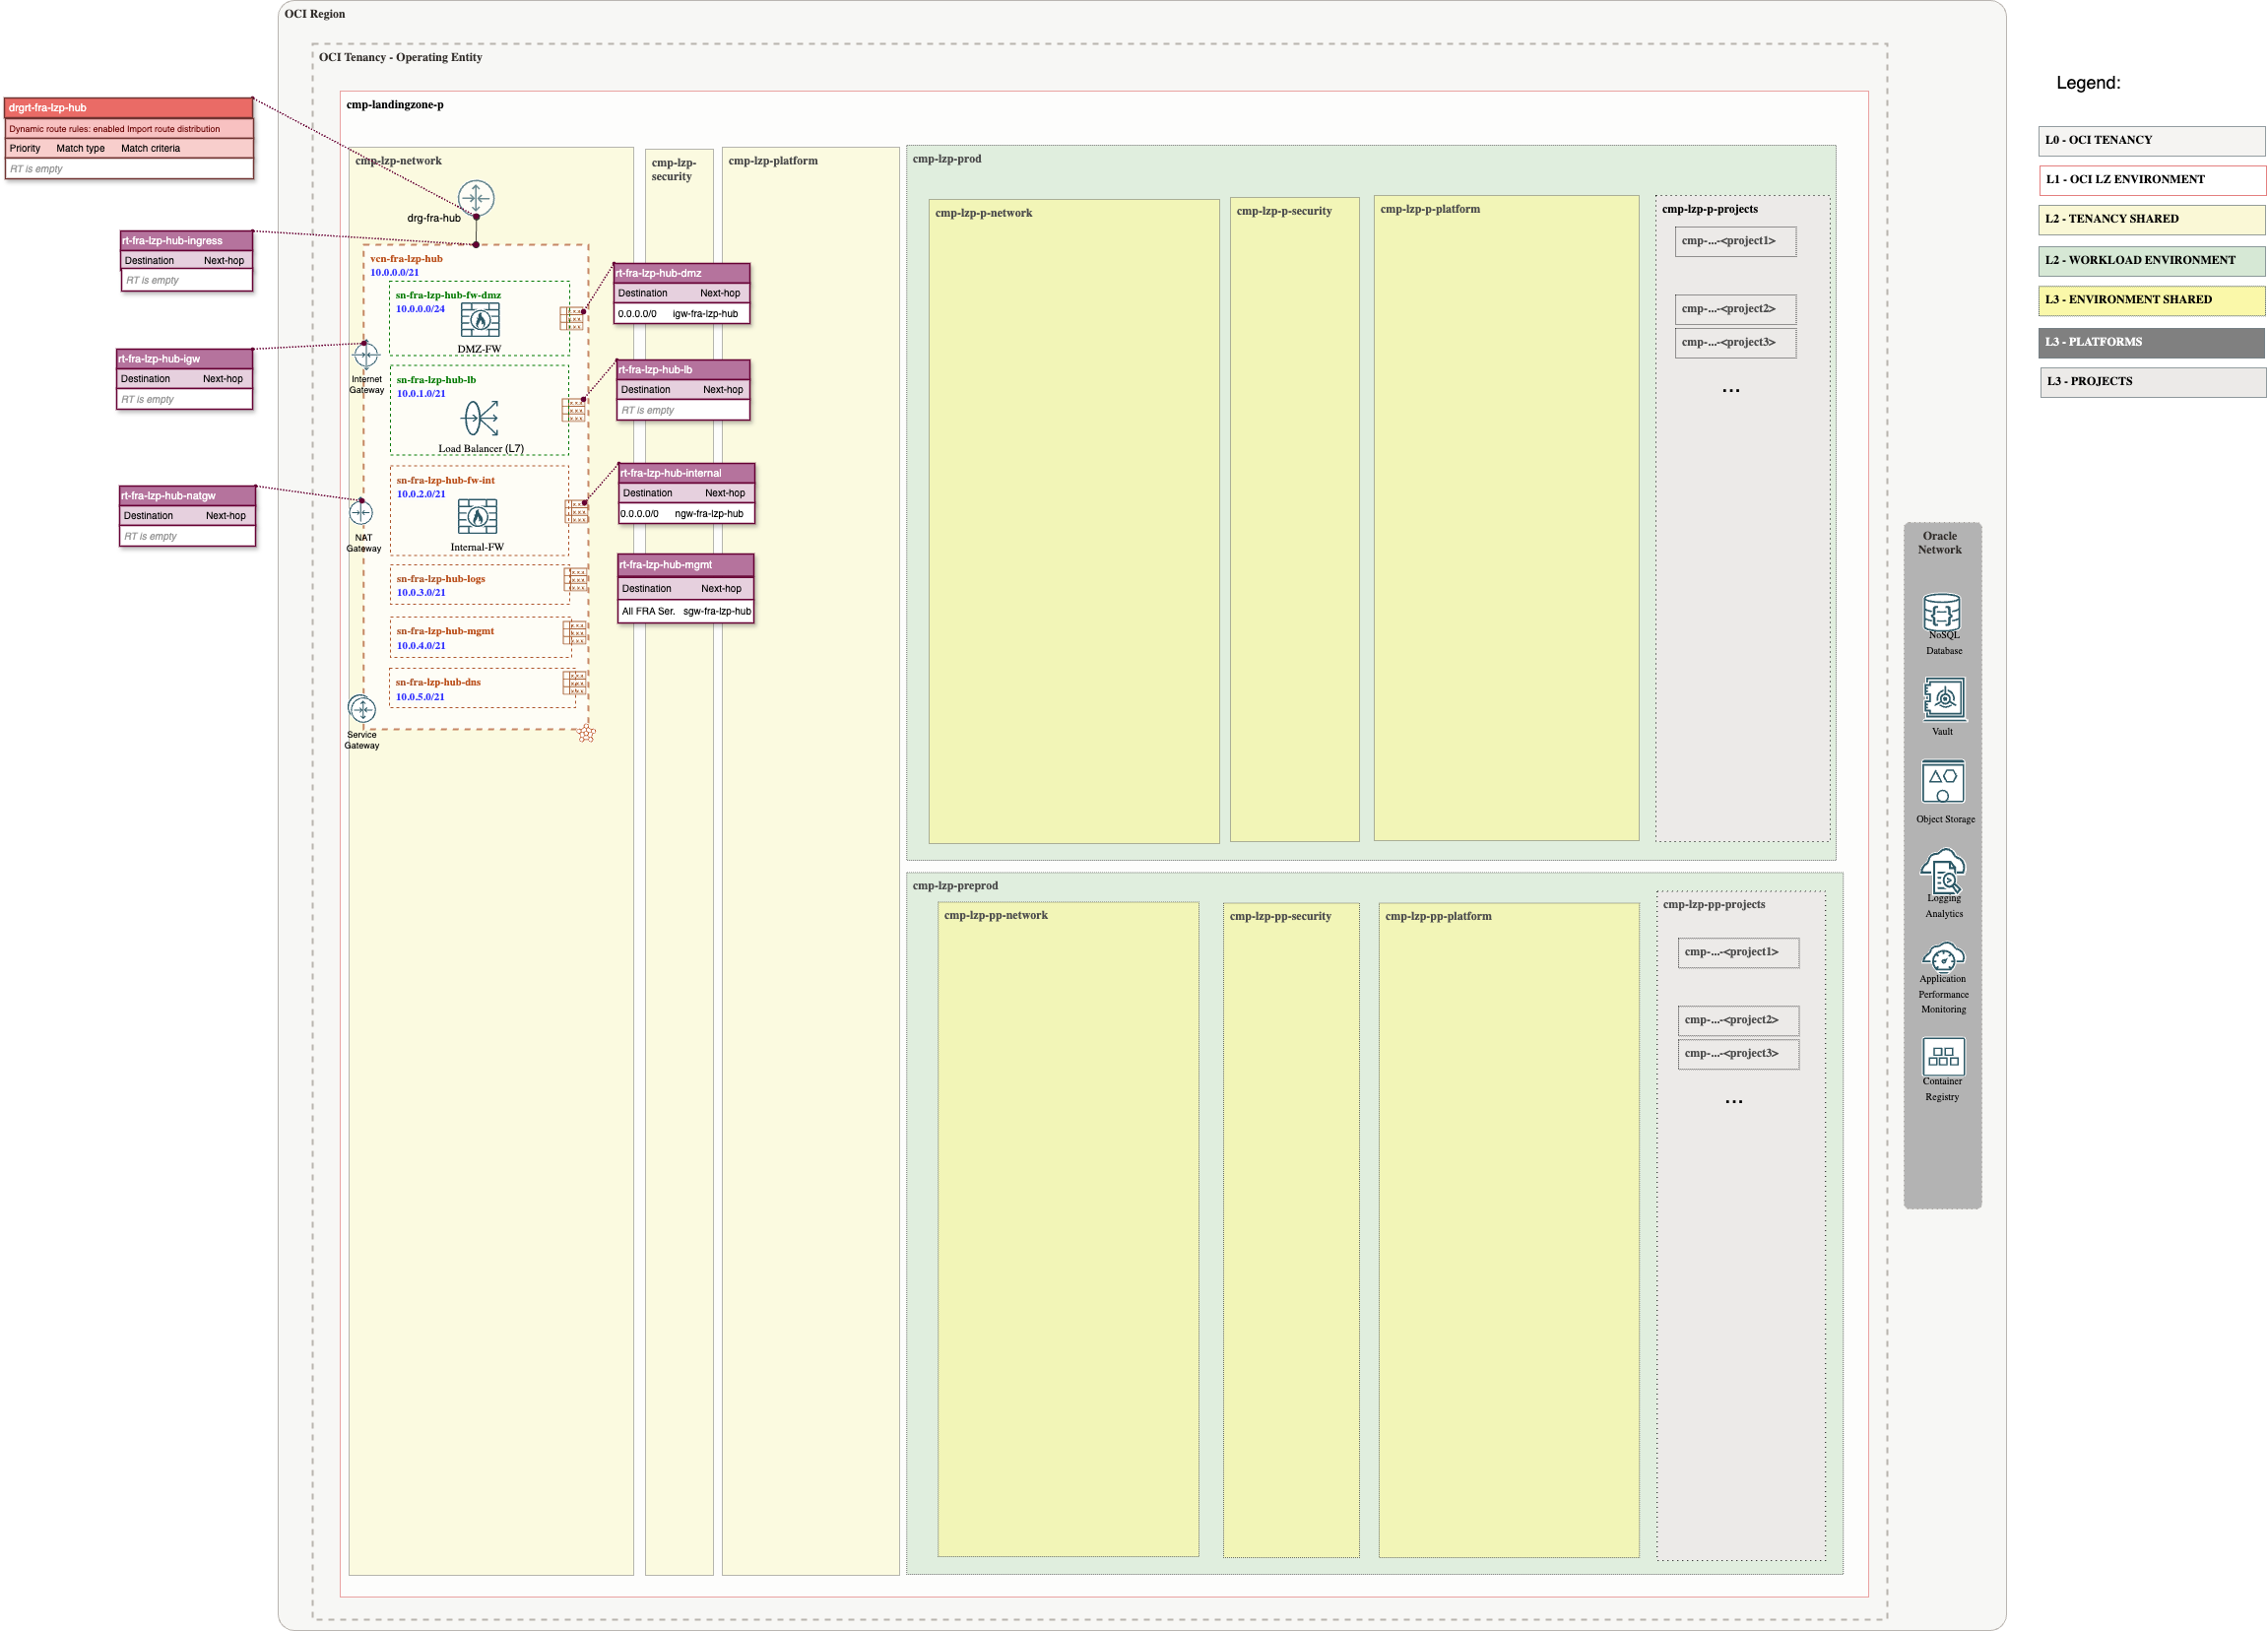 OCI Region
OCI Tenancy - Operating Entity
cmp-landingzone-p
drgrt-fra-lzp-hub
Dynamic route rules: enabled Import route distribution
Priority Match type Match criteria
RT is empty
rt-fra-lzp-hub-ingress
Destination Next-hop
RT is empty
rt-fra-lzp-hub-igw
Destination Next-hop
RT is empty
rt-fra-lzp-hub-natgw
Destination Next-hop
RT is empty
cmp-lzp-network
drg-fra-hub
vcn-fra-lzp-hub
10.0.0.0/21
sn-fra-lzp-hub-fw-dmz
10.0.0.0/24
DMZ-FW
Internet
Gateway
sn-fra-lzp-hub-lb
10.0.1.0/21
Load Balancer (L7)
sn-fra-lzp-hub-fw-int
10.0.2.0/21
Internal-FW
NAT
Gateway
sn-fra-lzp-hub-logs
10.0.3.0/21
sn-fra-lzp-hub-mgmt
10.0.4.0/21
sn-fra-lzp-hub-dns
10.0.5.0/21
Service
Gateway
cmp-lzp-
security
cmp-lzp-platform
rt-fra-lzp-hub-dmz
Destination Next-hop
0.0.0.0/0 igw-fra-lzp-hub
rt-fra-lzp-hub-lb
Destination Next-hop
RT is empty
rt-fra-lzp-hub-internal
Destination Next-hop
0.0.0.0/0 ngw-fra-lzp-hub
rt-fra-lzp-hub-mgmt
Destination Next-hop
All FRA Ser. sgw-fra-lzp-hub
cmp-lzp-prod
cmp-lzp-p-network
cmp-lzp-p-security
cmp-lzp-p-platform
cmp-lzp-p-projects
cmp-...-<project1>
cmp-...-<project2>
cmp-...-<project3>
...
cmp-lzp-preprod
cmp-lzp-pp-network
cmp-lzp-pp-security
cmp-lzp-pp-platform
cmp-lzp-pp-projects
cmp-...-<project1>
cmp-...-<project2>
cmp-...-<project3>
...
Oracle
Network
NoSQL
Database
Vault
Object Storage
Logging
Analytics
Application
Performance
Monitoring
Container
Registry
Legend:
L0 - OCI TENANCY
L1 - OCI LZ ENVIRONMENT
L2 - TENANCY SHARED
L2 - WORKLOAD ENVIRONMENT
L3 - ENVIRONMENT SHARED
L3 - PLATFORMS
L3 - PROJECTS